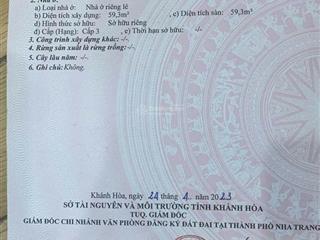 2. Nhà ở:
a) Loại nhà ở: Nhà ở riêng lẻ
b) Diện tích xây dựng: 59,3m² , c) Diện tích sàn: 59,3m²
d) Hình thức sở hữu: Sở hữu riêng
đ) Cấp (Hạng): Cấp 3 , e) Thời hạn sở hữu: -/-
3. Công trình xây dựng khác: -/-
4. Rừng sản xuất là rừng trồng: -/-
5. Cây lâu năm: -/-
6. Ghi chú: Không.
Khánh Hòa, ngày 24 tháng 4 năm 2023
SỞ TÀI NGUYÊN VÀ MÔI TRƯỜNG TỈNH KHÁNH HÒA
TUQ. GIÁM ĐỐC
GIÁM ĐỐC CHI NHÁNH VĂN PHÒNG ĐĂNG KÝ ĐẤT ĐAI TẠI THÀNH PHỐ NHA TRANG